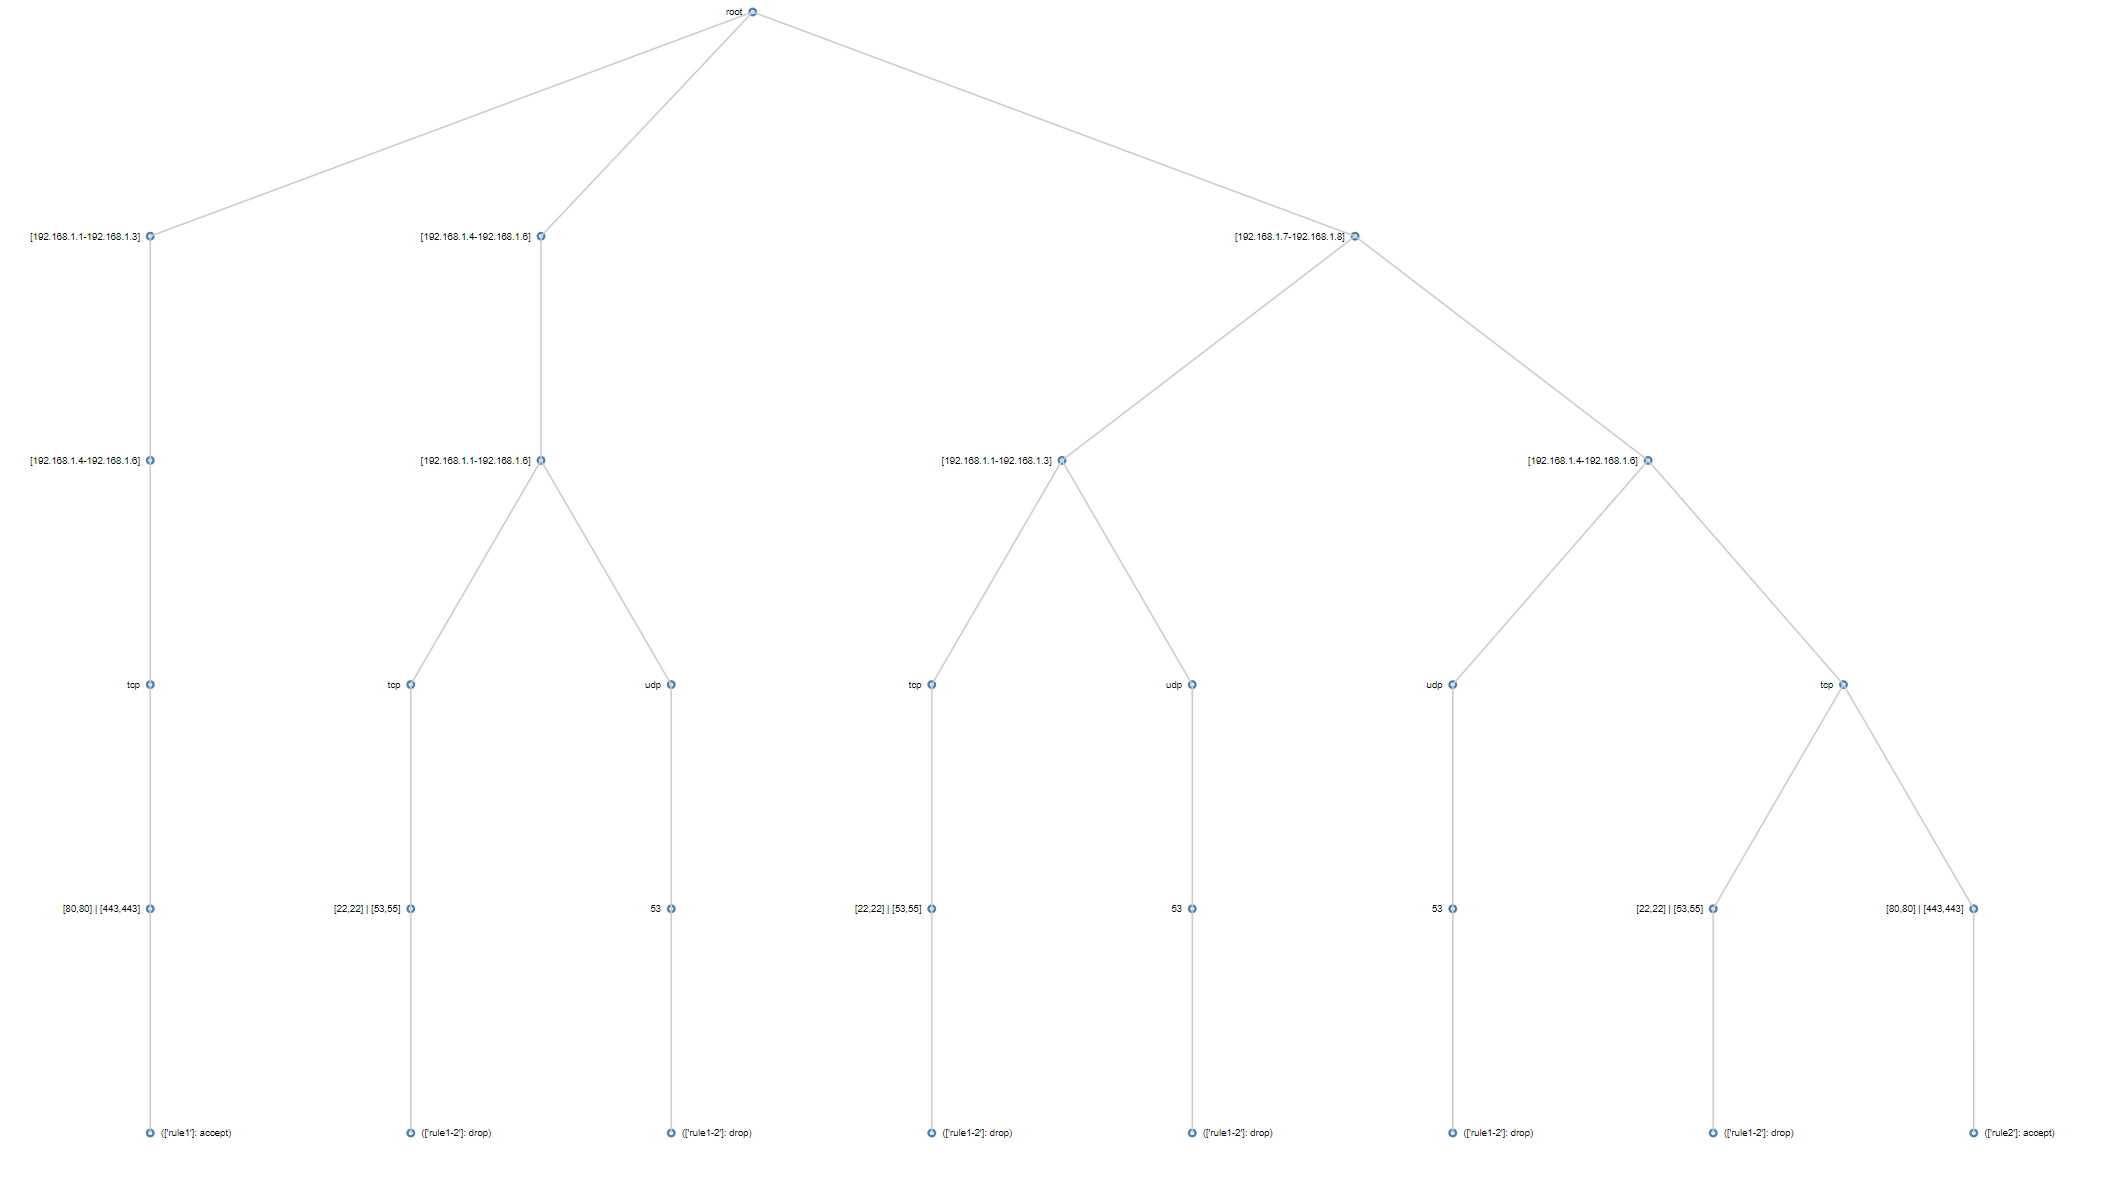 root
[192.168.1.1-192.168.1.3]
[192.168.1.4-192.168.1.6]
[192.168.1.7-192.168.1.8]
[192.168.1.4-192.168.1.6]
[192.168.1.1-192.168.1.6]
[192.168.1.1-192.168.1.3]
[192.168.1.4-192.168.1.6]
tcp
tcp
udp
tcp
udp
udp
tcp
[80,80] | [443,443]
[22,22] | [53,55]
53
[22,22] | [53,55]
53
53
[22,22] | [53,55]
[80,80] | [443,443]
(['rule1']: accept)
(['rule1-2']: drop)
(['rule1-2']: drop)
(['rule1-2']: drop)
(['rule1-2']: drop)
(['rule1-2']: drop)
(['rule1-2']: drop)
(['rule2']: accept)